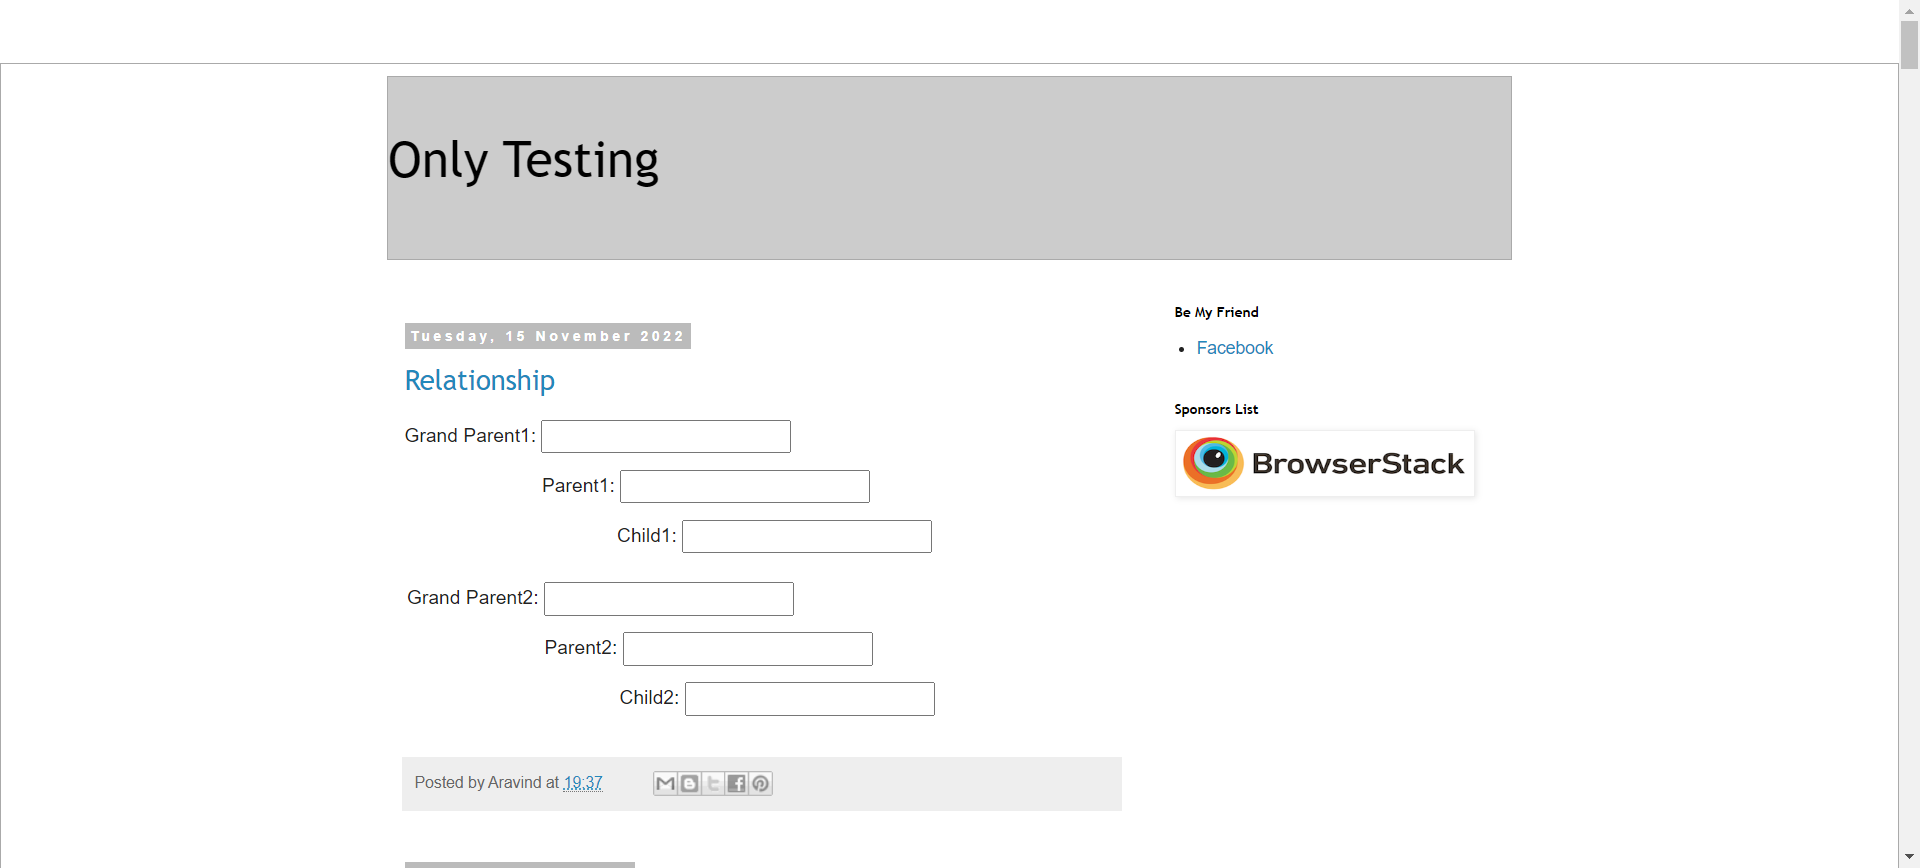 Only Testing
Tuesday, 15 November 2022
Relationship
Grand Parent1:
Parent1:
Child1:
Grand Parent2:
Parent2:
Child2:
Posted by Aravind at 19:37
Be My Friend
Facebook
Sponsors List
BrowserStack